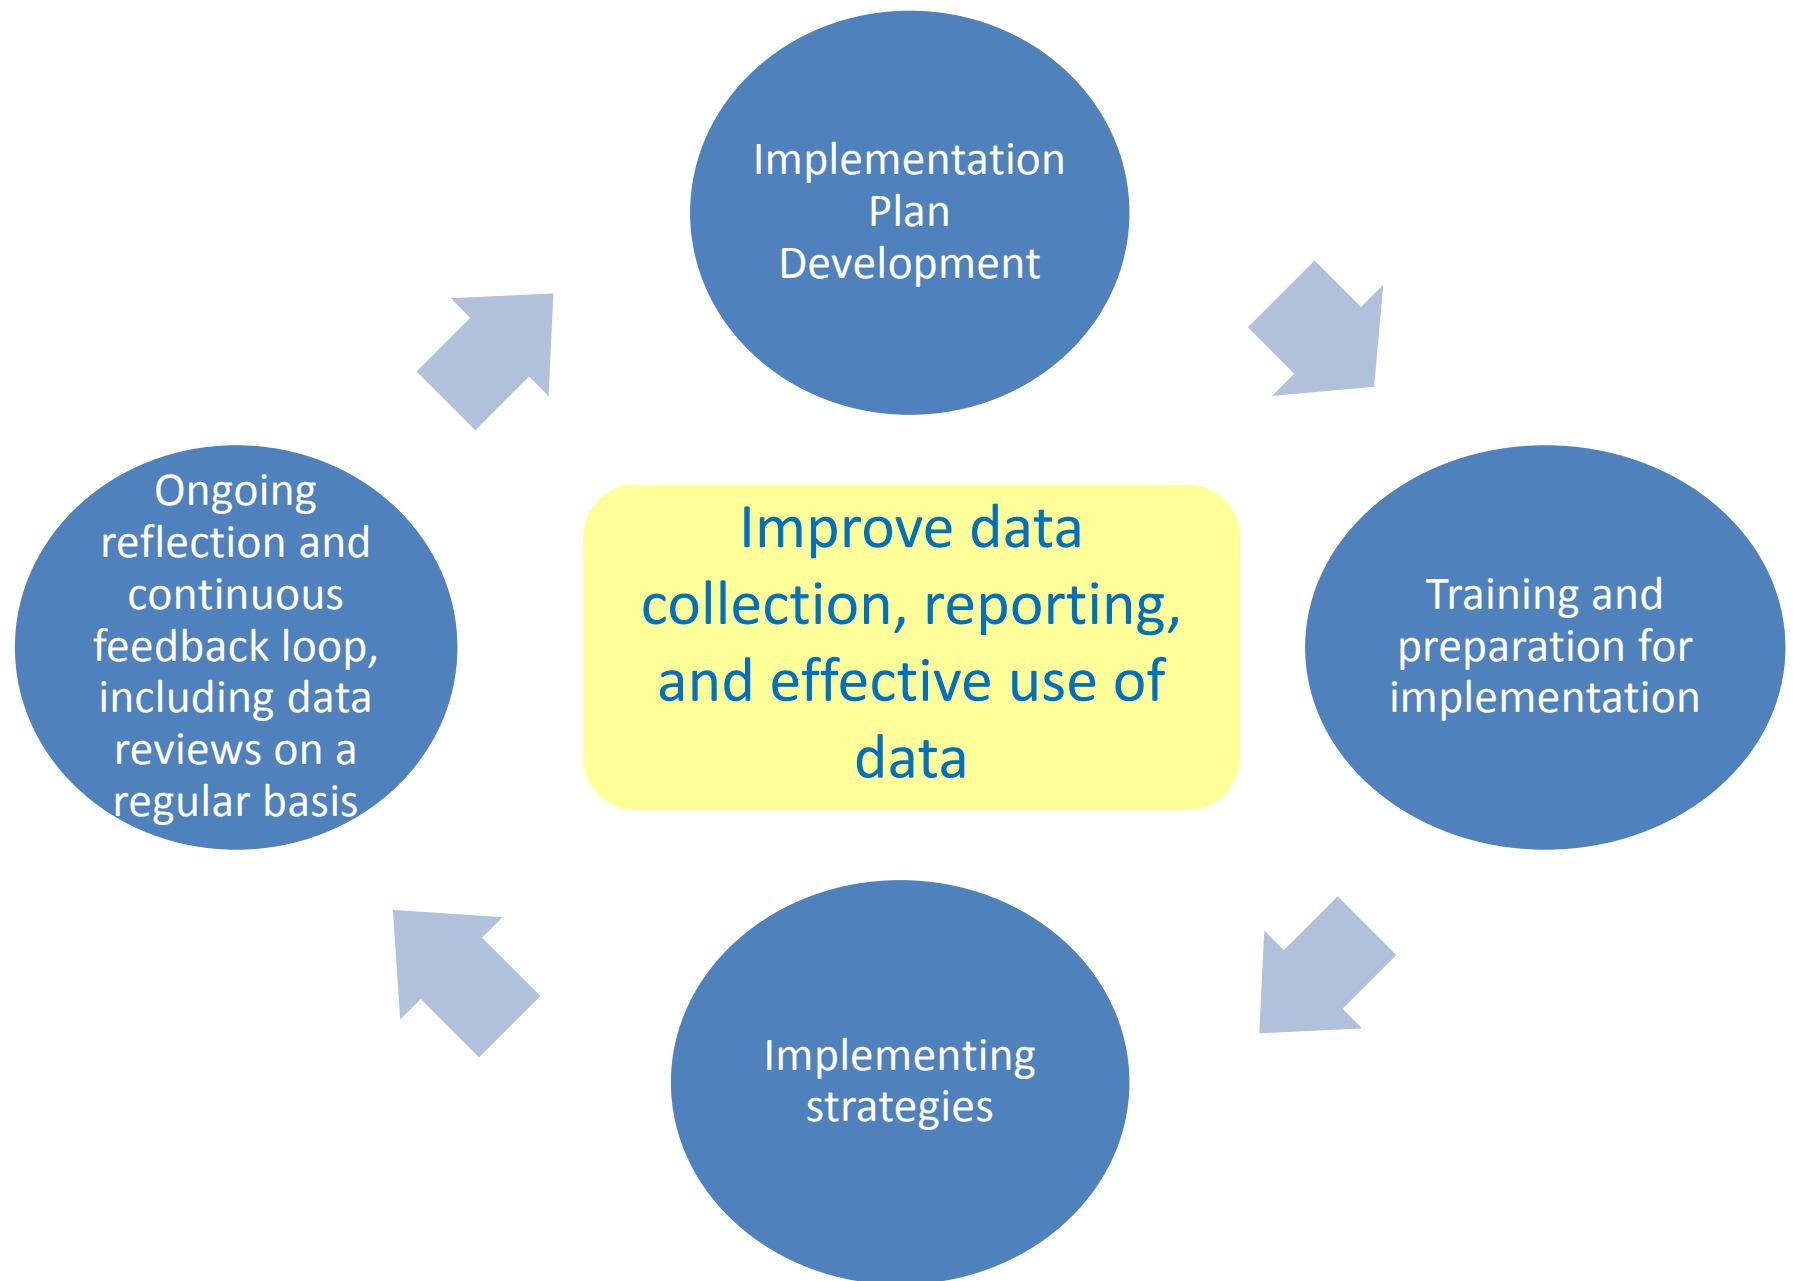 Implementation
Plan
Development
Training and
preparation for
implementation
Implementing
strategies
Ongoing
reflection and
continuous
feedback loop,
including data
reviews on a
regular basis
Improve data
collection, reporting,
and effective use of
data